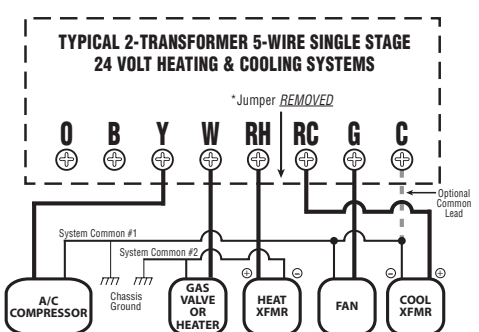 TYPICAL 2-TRANSFORMER 5-WIRE SINGLE STAGE
24 VOLT HEATING & COOLING SYSTEMS
*Jumper REMOVED
O B Y W RH RC G C
Optional
Common
Lead
System Common #1
System Common #2
Chassis
Ground
A/C
COMPRESSOR
GAS
VALVE
OR
HEATER
+ HEAT
XFMR −
FAN
− COOL
XFMR +